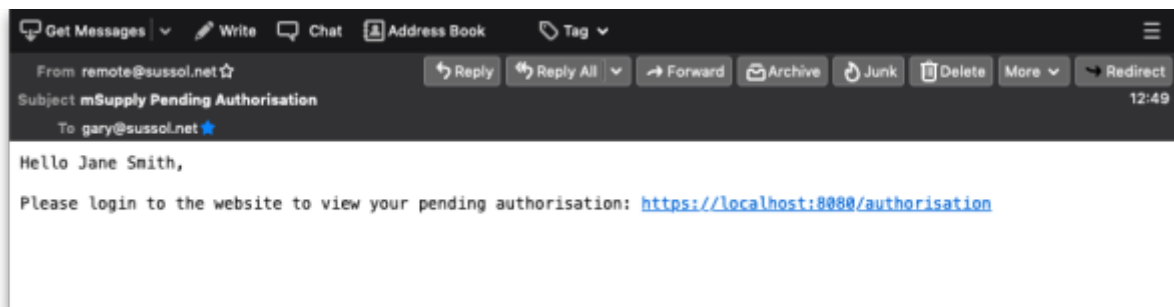 Get Messages Write Chat Address Book Tag
From remote@sussol.net Reply Reply All Forward Archive Junk Delete More Redirect
Subject mSupply Pending Authorisation 12:49
To gary@sussol.net
Hello Jane Smith,
Please login to the website to view your pending authorisation: https://localhost:8080/authorisation